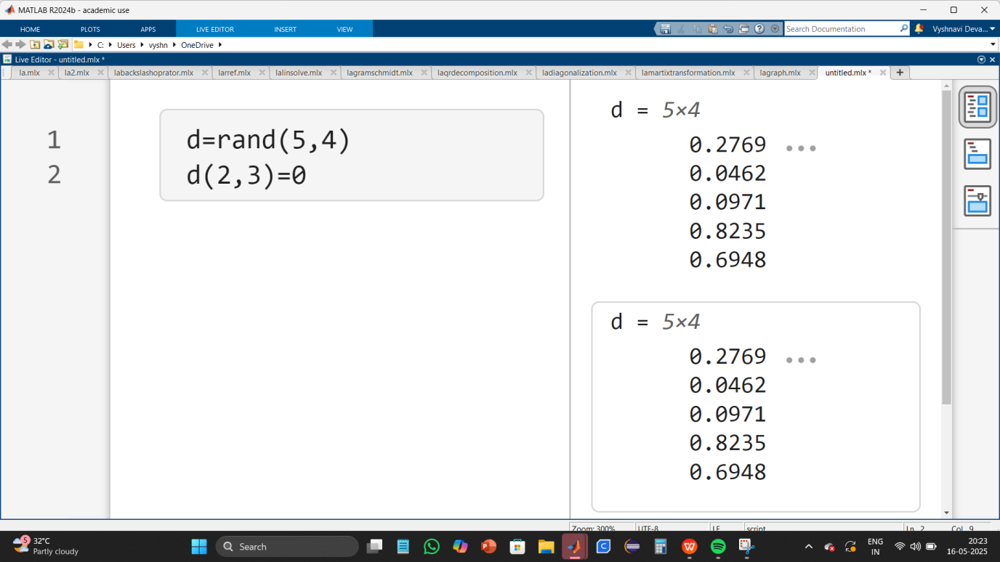 MATLAB R2024b - academic use
HOME PLOTS APPS LIVE EDITOR INSERT VIEW Search Documentation Vyshnavi Deva...
C: Users vyshn OneDrive
Live Editor - untitled.mlx *
la.mlx la2.mlx labackslashoprator.mlx larref.mlx lalinsolve.mlx lagramschmidt.mlx laqrdecomposition.mlx ladiagonalization.mlx lamartixtransformation.mlx lagraph.mlx untitled.mlx * +
1 d=rand(5,4)
2 d(2,3)=0
d = 5×4
0.2769 ...
0.0462
0.0971
0.8235
0.6948
d = 5×4
0.2769 ...
0.0462
0.0971
0.8235
0.6948
Zoom: 300% UTF-8 LF script Ln 2 Col 9
5 32°C
Partly cloudy
Search
ENG
IN
20:23
16-05-2025